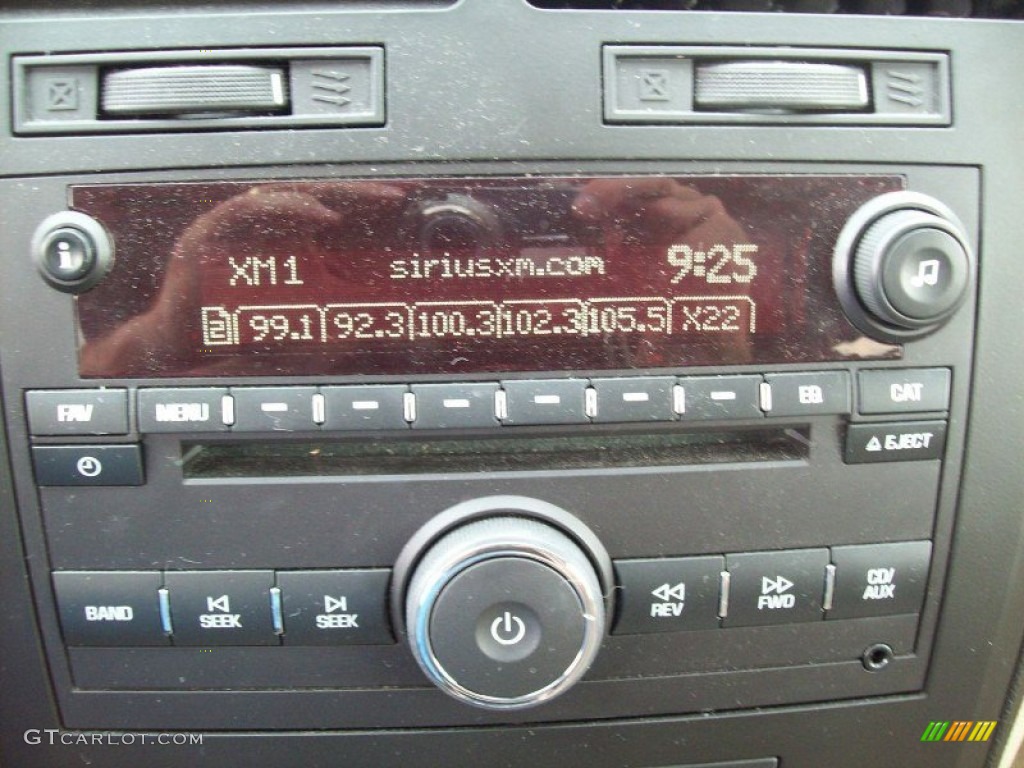 i
XM1 siriusxm.com 9:25
2 99.1 92.3 100.3 102.3 105.5 X22
FAV MENU EQ CAT
EJECT
BAND SEEK SEEK REV FWD CD/AUX
GTCARLOT.COM